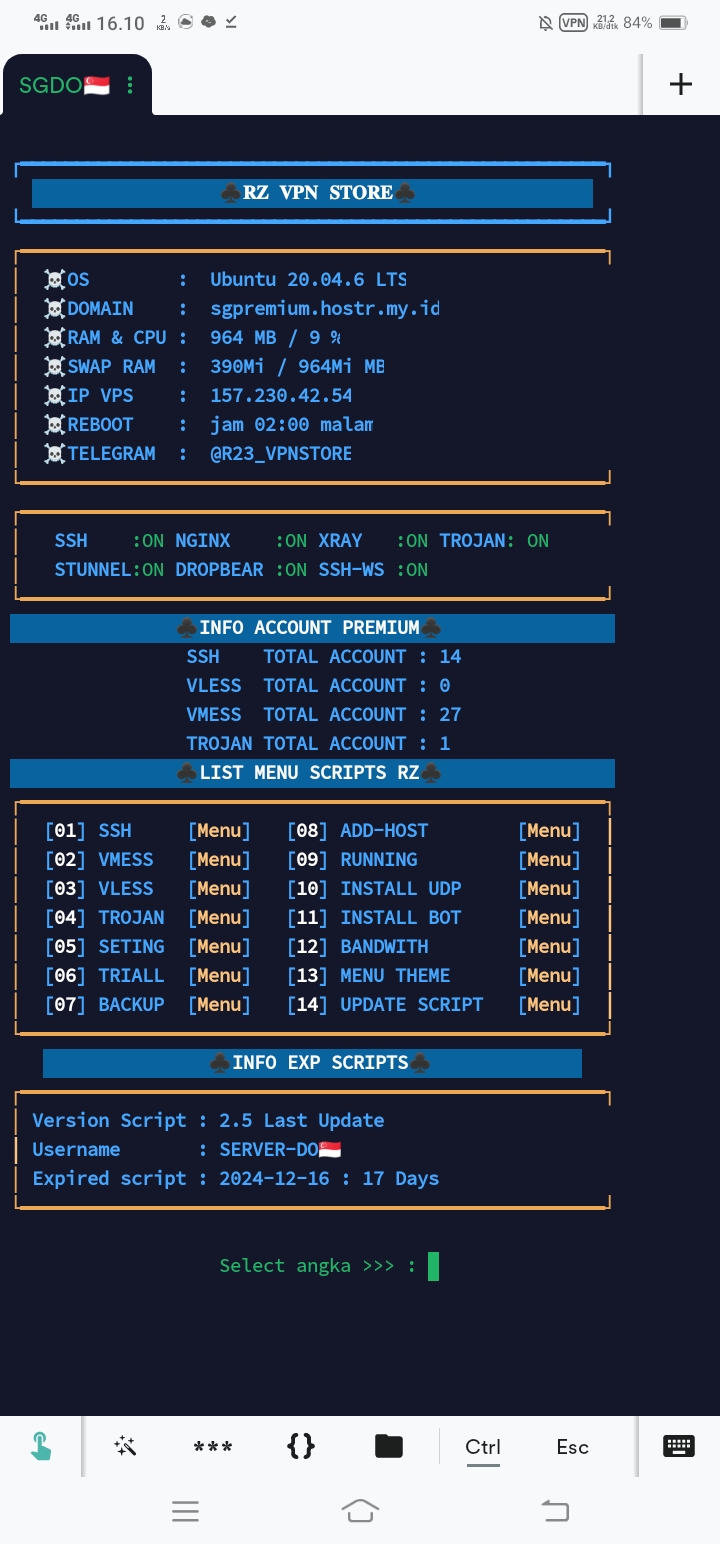 4G 4G 16.10 2 KB/s VPN 21,2 KB/dtk 84%
SGDO🇸🇬
♣RZ VPN STORE♣
☠OS : Ubuntu 20.04.6 LTS
☠DOMAIN : sgpremium.hostr.my.id
☠RAM & CPU : 964 MB / 9 %
☠SWAP RAM : 390Mi / 964Mi MB
☠IP VPS : 157.230.42.54
☠REBOOT : jam 02:00 malam
☠TELEGRAM : @R23_VPNSTORE
SSH :ON NGINX :ON XRAY :ON TROJAN: ON
STUNNEL:ON DROPBEAR :ON SSH-WS :ON
♣INFO ACCOUNT PREMIUM♣
SSH TOTAL ACCOUNT : 14
VLESS TOTAL ACCOUNT : 0
VMESS TOTAL ACCOUNT : 27
TROJAN TOTAL ACCOUNT : 1
♣LIST MENU SCRIPTS RZ♣
[01] SSH [Menu] [08] ADD-HOST [Menu]
[02] VMESS [Menu] [09] RUNNING [Menu]
[03] VLESS [Menu] [10] INSTALL UDP [Menu]
[04] TROJAN [Menu] [11] INSTALL BOT [Menu]
[05] SETING [Menu] [12] BANDWITH [Menu]
[06] TRIALL [Menu] [13] MENU THEME [Menu]
[07] BACKUP [Menu] [14] UPDATE SCRIPT [Menu]
♣INFO EXP SCRIPTS♣
Version Script : 2.5 Last Update
Username : SERVER-DO🇸🇬
Expired script : 2024-12-16 : 17 Days
Select angka >>> :
*** {} Ctrl Esc